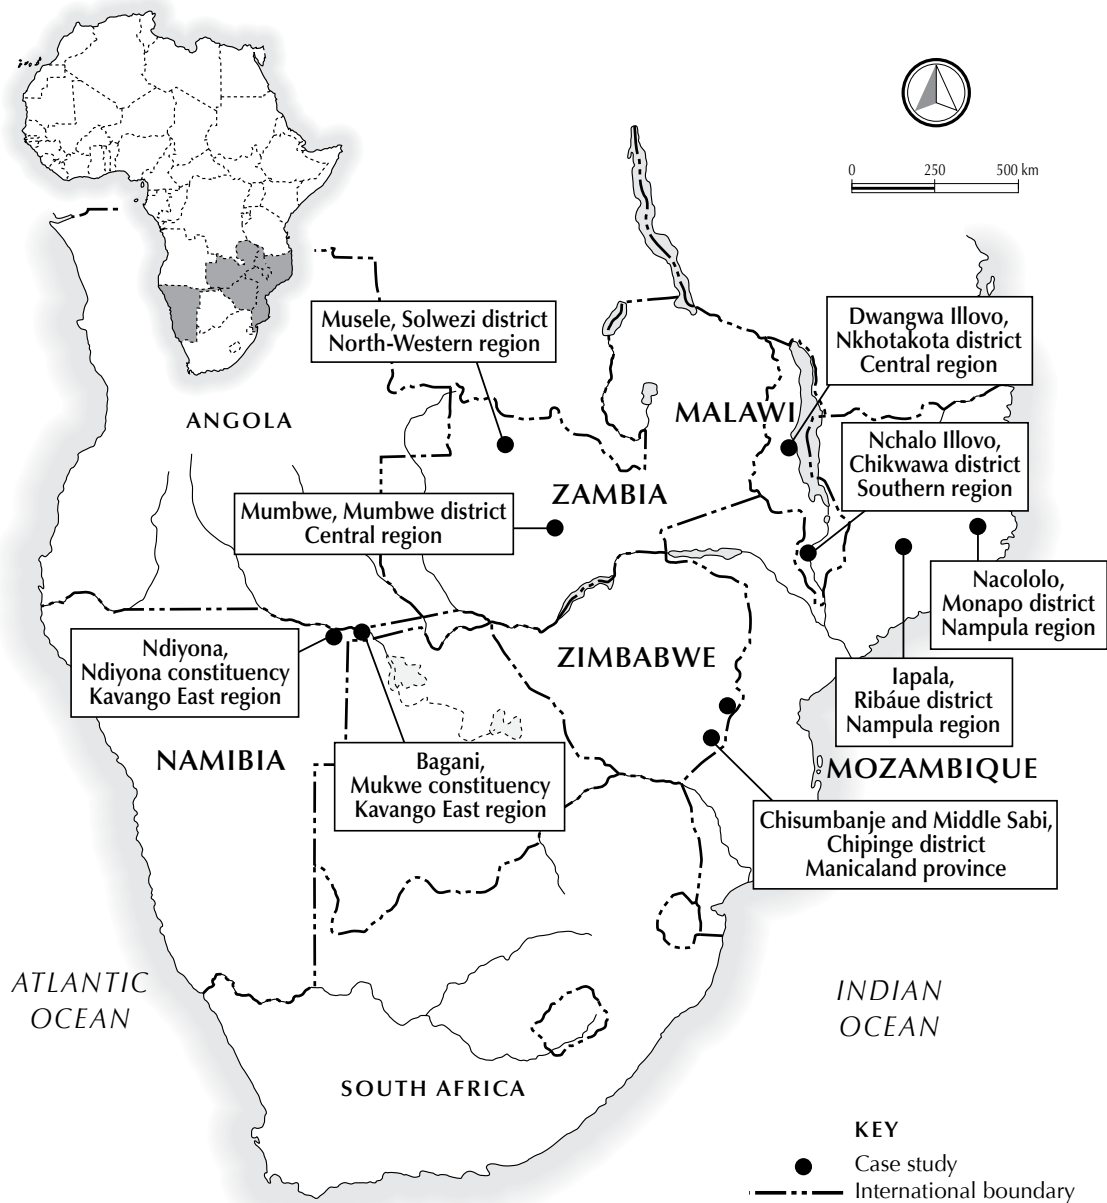 0 250 500 km
Musele, Solwezi district
North-Western region
Dwangwa Illovo,
Nkhotakota district
Central region
ANGOLA
MALAWI
Nchalo Illovo,
Chikwawa district
Southern region
ZAMBIA
Mumbwe, Mumbwe district
Central region
Nacololo,
Monapo district
Nampula region
Ndiyona,
Ndiyona constituency
Kavango East region
ZIMBABWE
Iapala,
Ribáue district
Nampula region
NAMIBIA
Bagani,
Mukwe constituency
Kavango East region
MOZAMBIQUE
Chisumbanje and Middle Sabi,
Chipinge district
Manicaland province
ATLANTIC
OCEAN
INDIAN
OCEAN
SOUTH AFRICA
KEY
Case study
International boundary